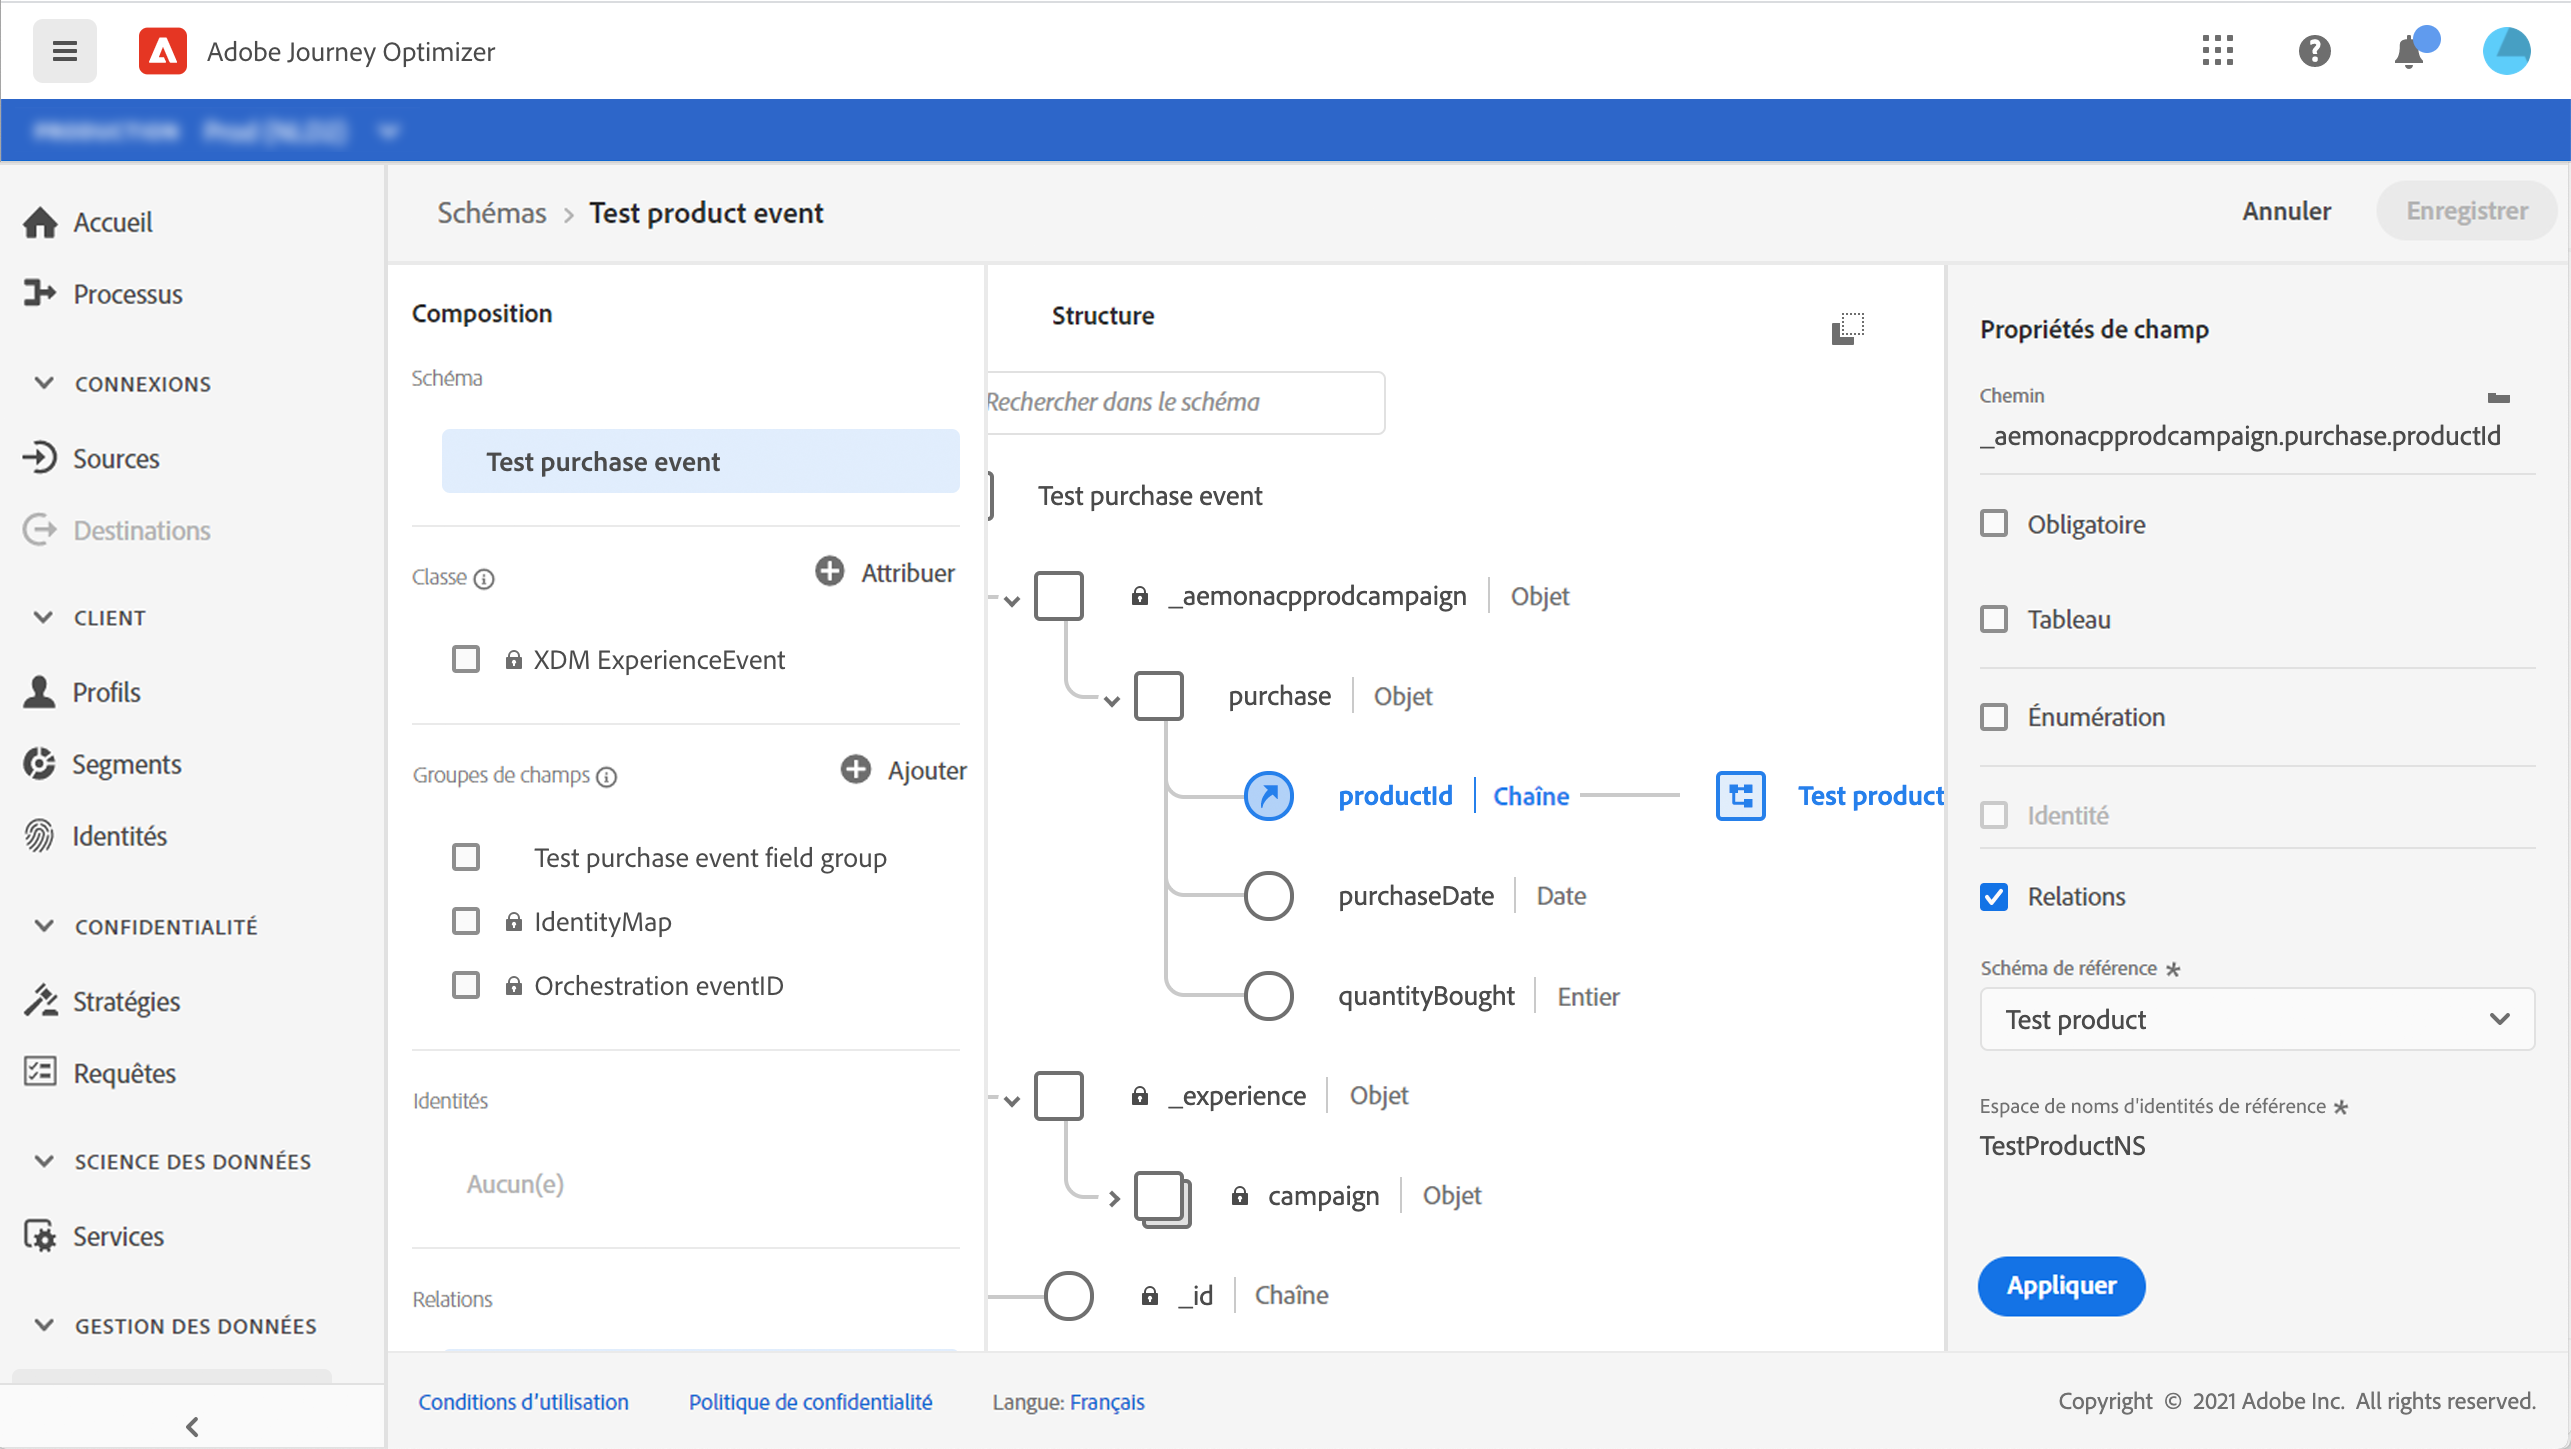 Adobe Journey Optimizer
Accueil
Processus
CONNEXIONS
Sources
Destinations
CLIENT
Profils
Segments
Identités
CONFIDENTIALITÉ
Stratégies
Requêtes
SCIENCE DES DONNÉES
Services
GESTION DES DONNÉES
Schémas > Test product event
Annuler
Enregistrer
Composition
Schéma
Test purchase event
Classe
Attribuer
XDM ExperienceEvent
Groupes de champs
Ajouter
Test purchase event field group
IdentityMap
Orchestration eventID
Identités
Aucun(e)
Relations
Structure
Rechercher dans le schéma
Test purchase event
_aemonacpprodcampaign | Objet
purchase | Objet
productId | Chaîne
Test product
purchaseDate | Date
quantityBought | Entier
_experience | Objet
campaign | Objet
_id | Chaîne
Propriétés de champ
Chemin
_aemonacpprodcampaign.purchase.productId
Obligatoire
Tableau
Énumération
Identité
Relations
Schéma de référence *
Test product
Espace de noms d'identités de référence *
TestProductNS
Appliquer
Conditions d'utilisation
Politique de confidentialité
Langue: Français
Copyright © 2021 Adobe Inc. All rights reserved.